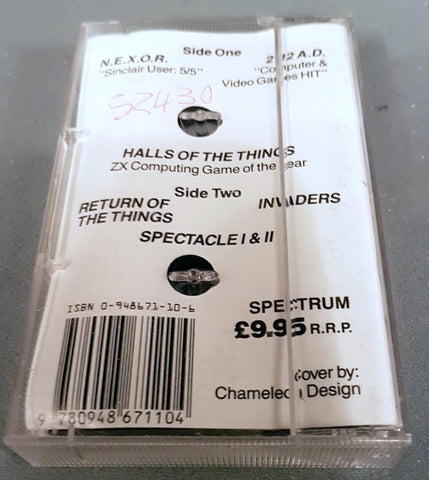 Side One
N.E.X.O.R.
"Sinclair User: 5/5"
2112 A.D.
"Computer &
Video Games HIT"
52430
HALLS OF THE THINGS
ZX Computing Game of the Year
Side Two
RETURN OF
THE THINGS
INVADERS
SPECTACLE I & II
ISBN 0-948671-10-6
SPECTRUM
£9.95 R.R.P.
Cover by:
Chameleon Design
9 780948 671104